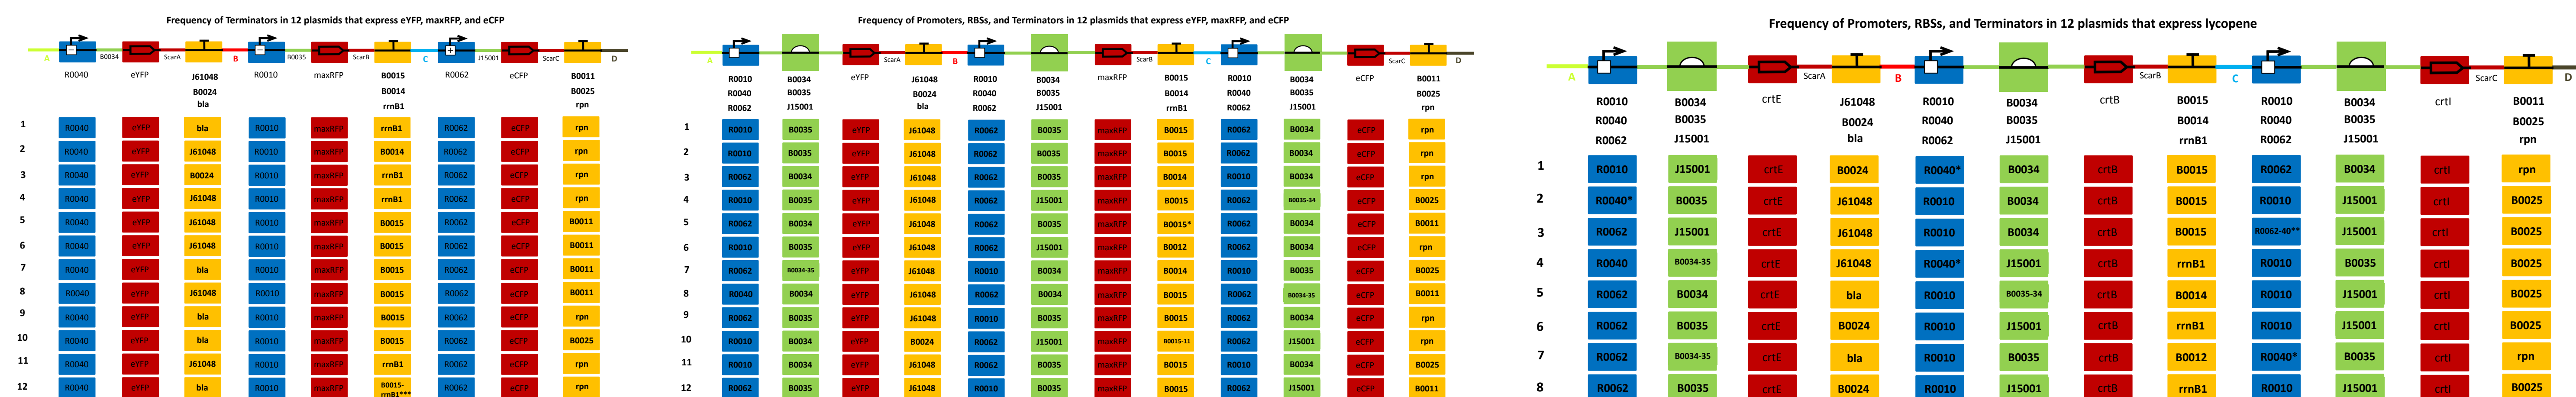 Frequency of Terminators in 12 plasmids that express eYFP, maxRFP, and eCFP
A B0034 ScarA B B0035 ScarB C J15001 ScarC D
R0040 eYFP J61048 R0010 maxRFP B0015 R0062 eCFP B0011
B0024 B0014 B0025
bla rrnB1 rpn
1 R0040 eYFP bla R0010 maxRFP rrnB1 R0062 eCFP rpn
2 R0040 eYFP J61048 R0010 maxRFP B0014 R0062 eCFP rpn
3 R0040 eYFP B0024 R0010 maxRFP rrnB1 R0062 eCFP rpn
4 R0040 eYFP J61048 R0010 maxRFP rrnB1 R0062 eCFP rpn
5 R0040 eYFP J61048 R0010 maxRFP B0015 R0062 eCFP B0011
6 R0040 eYFP J61048 R0010 maxRFP B0015 R0062 eCFP B0011
7 R0040 eYFP bla R0010 maxRFP B0015 R0062 eCFP B0011
8 R0040 eYFP J61048 R0010 maxRFP B0015 R0062 eCFP B0011
9 R0040 eYFP bla R0010 maxRFP B0015 R0062 eCFP rpn
10 R0040 eYFP bla R0010 maxRFP B0015 R0062 eCFP B0025
11 R0040 eYFP J61048 R0010 maxRFP rrnB1 R0062 eCFP rpn
12 R0040 eYFP bla R0010 maxRFP B0015-rrnB1*** R0062 eCFP rpn
Frequency of Promoters, RBSs, and Terminators in 12 plasmids that express eYFP, maxRFP, and eCFP
A ScarA B ScarB C ScarC D
R0010 B0034 eYFP J61048 R0010 B0034 maxRFP B0015 R0010 B0034 eCFP B0011
R0040 B0035 B0024 R0040 B0035 B0014 R0040 B0035 B0025
R0062 J15001 bla R0062 J15001 rrnB1 R0062 J15001 rpn
1 R0010 B0035 eYFP J61048 R0062 B0035 maxRFP B0015 R0062 B0034 eCFP rpn
2 R0010 B0035 eYFP J61048 R0062 B0035 maxRFP B0015 R0062 B0034 eCFP rpn
3 R0062 B0034 eYFP J61048 R0062 B0035 maxRFP B0014 R0010 B0034 eCFP rpn
4 R0010 B0035 eYFP J61048 R0062 J15001 maxRFP B0015 R0062 B0035-34 eCFP B0025
5 R0062 B0034 eYFP J61048 R0062 B0035 maxRFP B0015* R0062 B0034 eCFP B0011
6 R0010 B0035 eYFP J61048 R0062 J15001 maxRFP B0012 R0062 B0034 eCFP rpn
7 R0062 B0034-35 eYFP J61048 R0010 B0034 maxRFP B0014 R0010 B0035 eCFP B0025
8 R0040 B0034 eYFP J61048 R0062 B0034 maxRFP B0015 R0062 B0034-35 eCFP B0011
9 R0062 B0035 eYFP J61048 R0010 B0035 maxRFP B0015 R0062 B0034 eCFP rpn
10 R0010 B0034 eYFP B0024 R0062 J15001 maxRFP B0015-11 R0062 J15001 eCFP rpn
11 R0010 B0034 eYFP J61048 R0062 B0035 maxRFP B0015 R0010 B0034 eCFP B0025
12 R0062 B0035 eYFP J61048 R0010 B0035 maxRFP B0015 R0062 J15001 eCFP B0011
Frequency of Promoters, RBSs, and Terminators in 12 plasmids that express lycopene
A ScarA B ScarB C ScarC D
R0010 B0034 crtE J61048 R0010 B0034 crtB B0015 R0010 B0034 crtI B0011
R0040 B0035 B0024 R0040 B0035 B0014 R0040 B0035 B0025
R0062 J15001 bla R0062 J15001 rrnB1 R0062 J15001 rpn
1 R0010 J15001 crtE B0024 R0040* B0034 crtB B0015 R0062 B0034 crtI rpn
2 R0040* B0035 crtE J61048 R0010 B0034 crtB B0015 R0010 J15001 crtI B0025
3 R0062 J15001 crtE J61048 R0010 B0034 crtB B0015 R0062-40** J15001 crtI B0025
4 R0040 B0034-35 crtE J61048 R0040* J15001 crtB rrnB1 R0010 B0035 crtI B0025
5 R0062 B0034 crtE bla R0010 B0035-34 crtB B0014 R0010 J15001 crtI B0025
6 R0062 B0035 crtE B0024 R0010 J15001 crtB rrnB1 R0010 J15001 crtI B0025
7 R0062 B0034-35 crtE bla R0010 B0035 crtB B0012 R0040* B0035 crtI rpn
8 R0062 B0035 crtE B0024 R0010 J15001 crtB rrnB1 R0010 J15001 crtI B0025